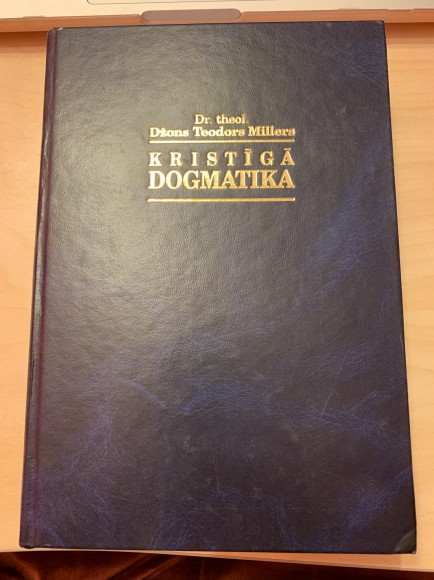 Dr. theol.
Džons Teodors Millers
KRISTĪGĀ
DOGMATIKA